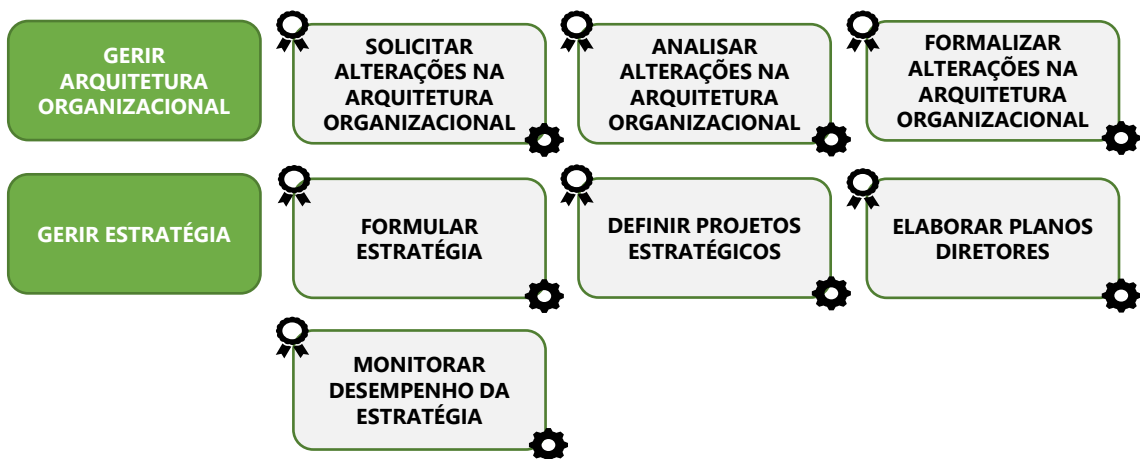 GERIR
ARQUITETURA
ORGANIZACIONAL
SOLICITAR
ALTERAÇÕES NA
ARQUITETURA
ORGANIZACIONAL
ANALISAR
ALTERAÇÕES NA
ARQUITETURA
ORGANIZACIONAL
FORMALIZAR
ALTERAÇÕES NA
ARQUITETURA
ORGANIZACIONAL
GERIR ESTRATÉGIA
FORMULAR
ESTRATÉGIA
DEFINIR PROJETOS
ESTRATÉGICOS
ELABORAR PLANOS
DIRETORES
MONITORAR
DESEMPENHO DA
ESTRATÉGIA